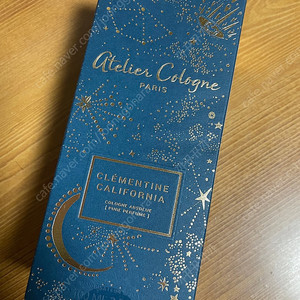 Atelier Cologne
PARIS
CLÉMENTINE
CALIFORNIA
COLOGNE ABSOLUE
[ PURE PERFUME ]